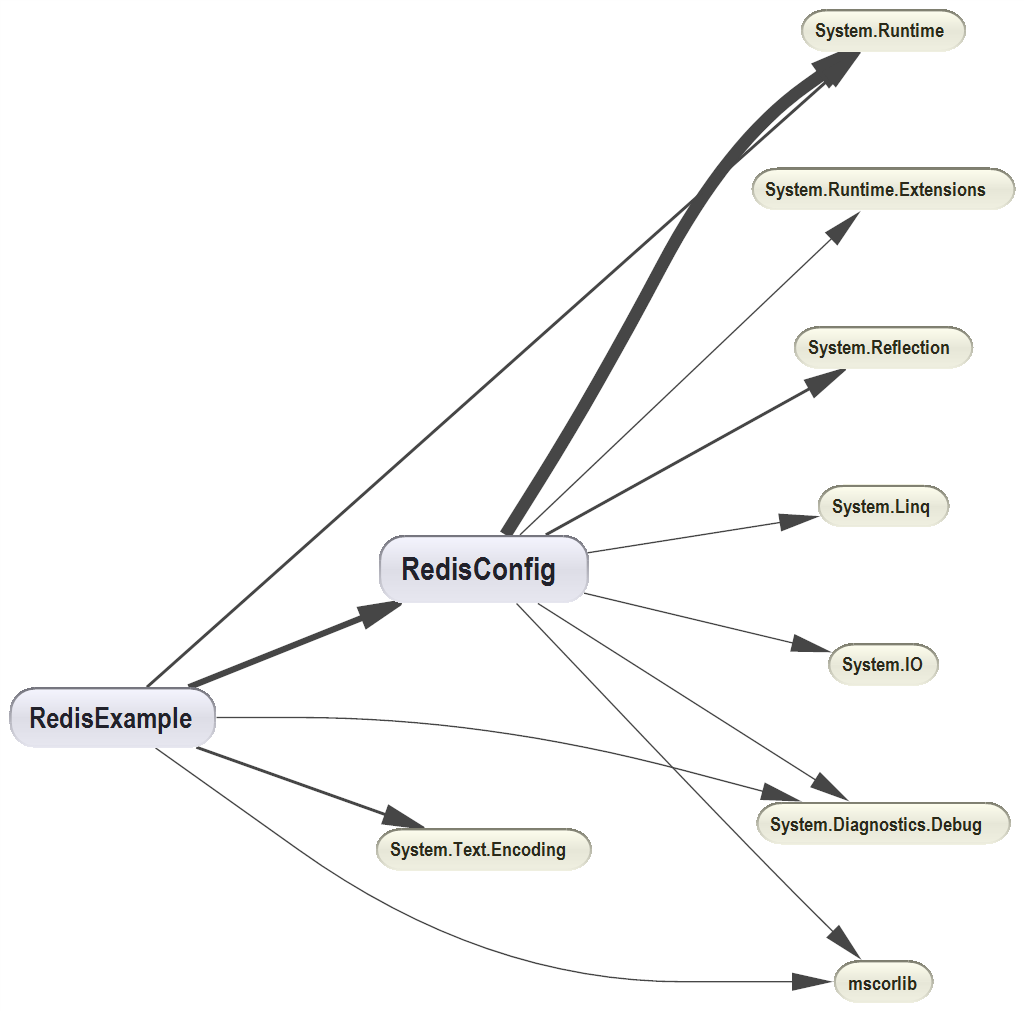 System.Runtime
System.Runtime.Extensions
System.Reflection
System.Linq
RedisConfig
System.IO
RedisExample
System.Diagnostics.Debug
System.Text.Encoding
mscorlib